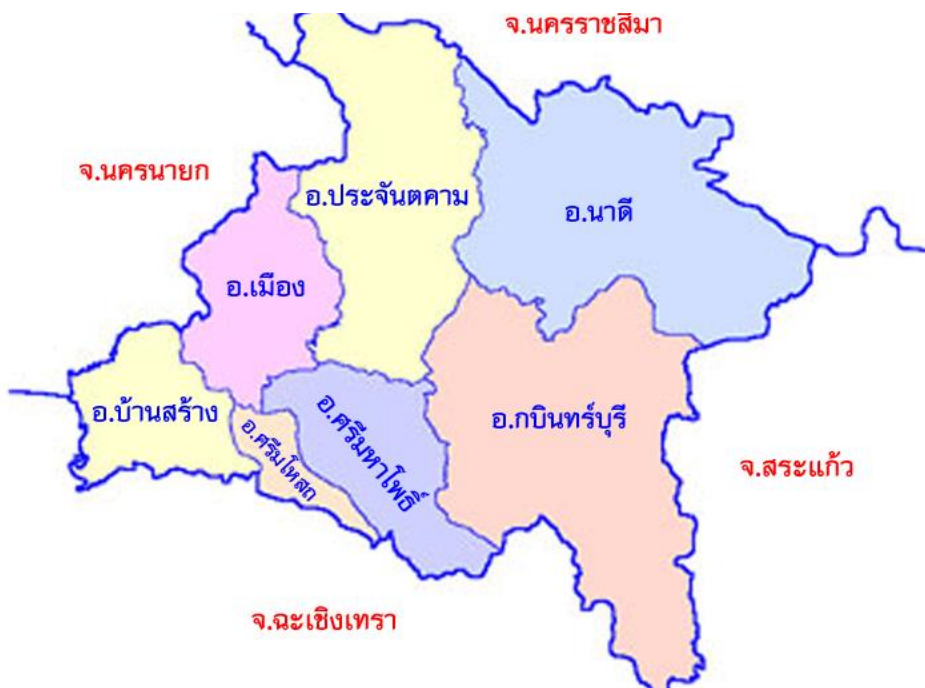 จ.นครราชสีมา
จ.นครนายก
อ.ประจันตคาม
อ.นาดี
อ.เมือง
อ.บ้านสร้าง
อ.ศรีมโหสถ
อ.ศรีมหาโพธิ์
อ.กบินทร์บุรี
จ.สระแก้ว
จ.ฉะเชิงเทรา